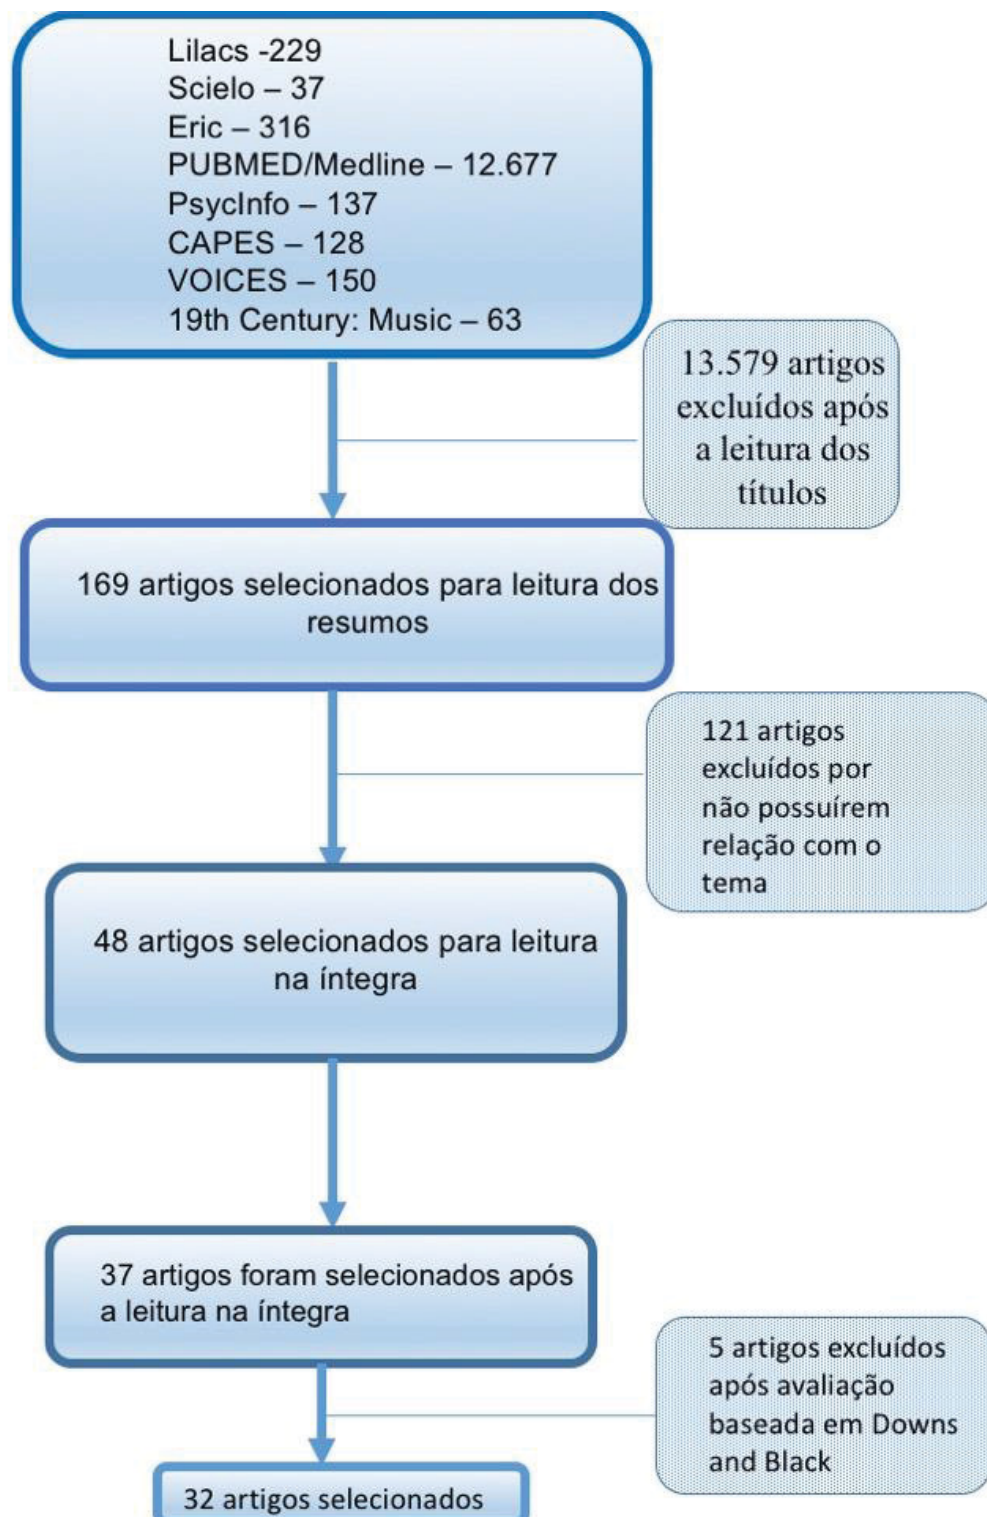 Lilacs -229
Scielo – 37
Eric – 316
PUBMED/Medline – 12.677
PsycInfo – 137
CAPES – 128
VOICES – 150
19th Century: Music – 63
13.579 artigos
excluídos após
a leitura dos
títulos
169 artigos selecionados para leitura dos
resumos
121 artigos
excluídos por
não possuírem
relação com o
tema
48 artigos selecionados para leitura
na íntegra
37 artigos foram selecionados após
a leitura na íntegra
5 artigos excluídos
após avaliação
baseada em Downs
and Black
32 artigos selecionados